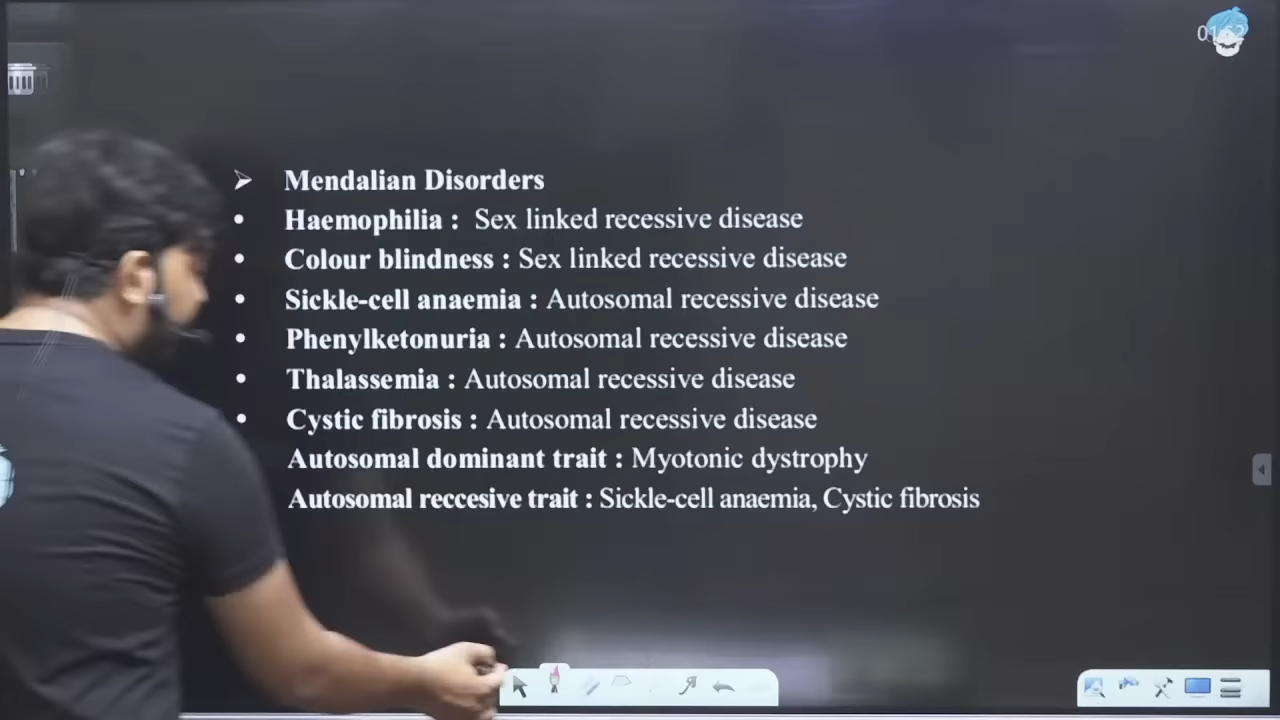 ➢ Mendalian Disorders
• Haemophilia : Sex linked recessive disease
• Colour blindness : Sex linked recessive disease
• Sickle-cell anaemia : Autosomal recessive disease
• Phenylketonuria : Autosomal recessive disease
• Thalassemia : Autosomal recessive disease
• Cystic fibrosis : Autosomal recessive disease
Autosomal dominant trait : Myotonic dystrophy
Autosomal reccesive trait : Sickle-cell anaemia, Cystic fibrosis